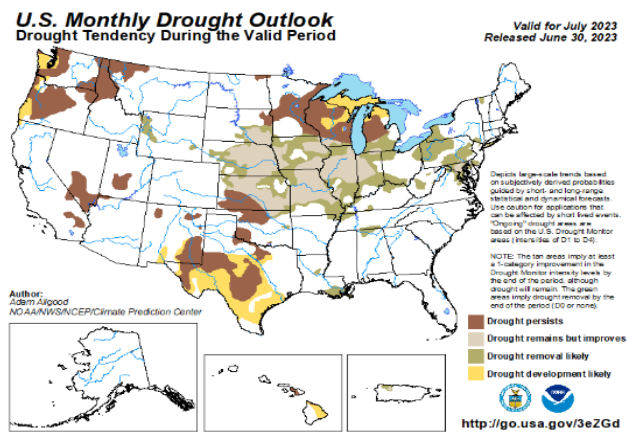 U.S. Monthly Drought Outlook
Drought Tendency During the Valid Period
Valid for July 2023
Released June 30, 2023
Depicts large-scale trends based
on subjectively derived probabilities
guided by short- and long-range
statistical and dynamical forecasts.
Use caution for applications that
can be affected by short lived events.
"Ongoing" drought areas are
based on the U.S. Drought Monitor
areas (intensities of D1 to D4).
NOTE: The tan areas imply at least
a 1-category improvement in the
Drought Monitor intensity levels by
the end of the period, although
drought will remain. The green
areas imply drought removal by the
end of the period (D0 or none).
Author:
Adam Allgood
NOAA/NWS/NCEP/Climate Prediction Center
Drought persists
Drought remains but improves
Drought removal likely
Drought development likely
NOAA
http://go.usa.gov/3eZGd